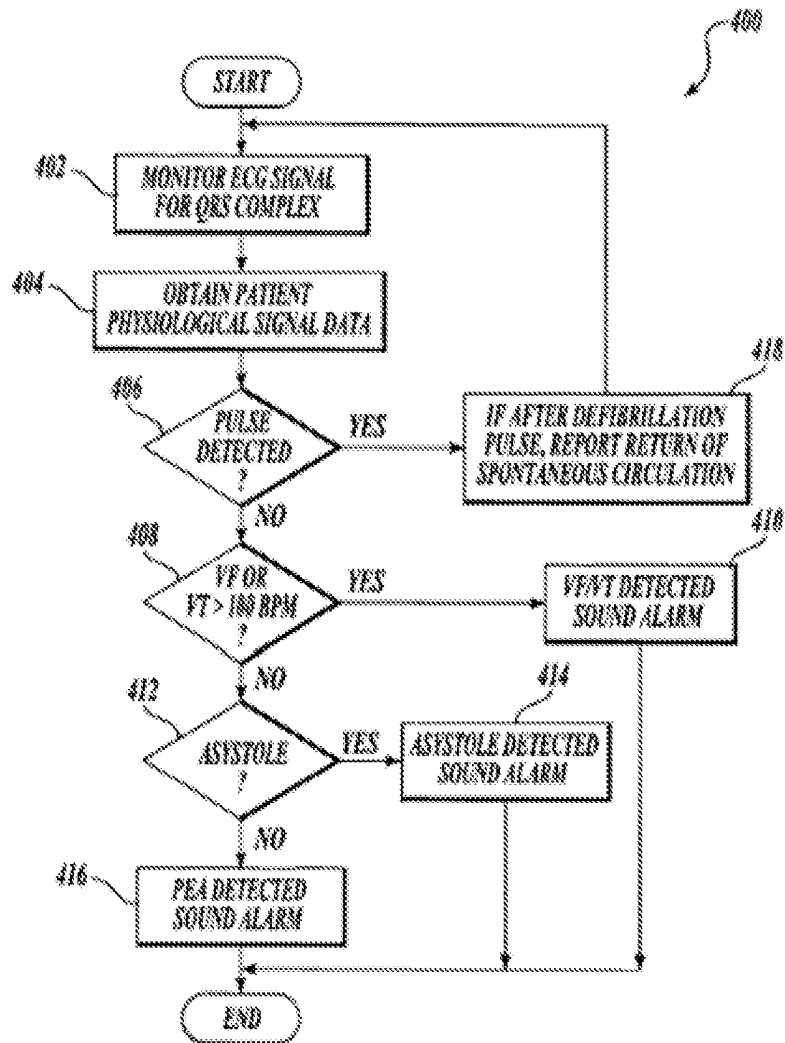 400
START
402
MONITOR ECG SIGNAL
FOR QRS COMPLEX
404
OBTAIN PATIENT
PHYSIOLOGICAL SIGNAL DATA
406
PULSE
DETECTED
?
YES
418
IF AFTER DEFIBRILLATION
PULSE, REPORT RETURN OF
SPONTANEOUS CIRCULATION
NO
408
VF OR
VT > 100 BPM
?
YES
410
VF/VT DETECTED
SOUND ALARM
NO
412
ASYSTOLE
?
YES
414
ASYSTOLE DETECTED
SOUND ALARM
NO
416
PEA DETECTED
SOUND ALARM
END